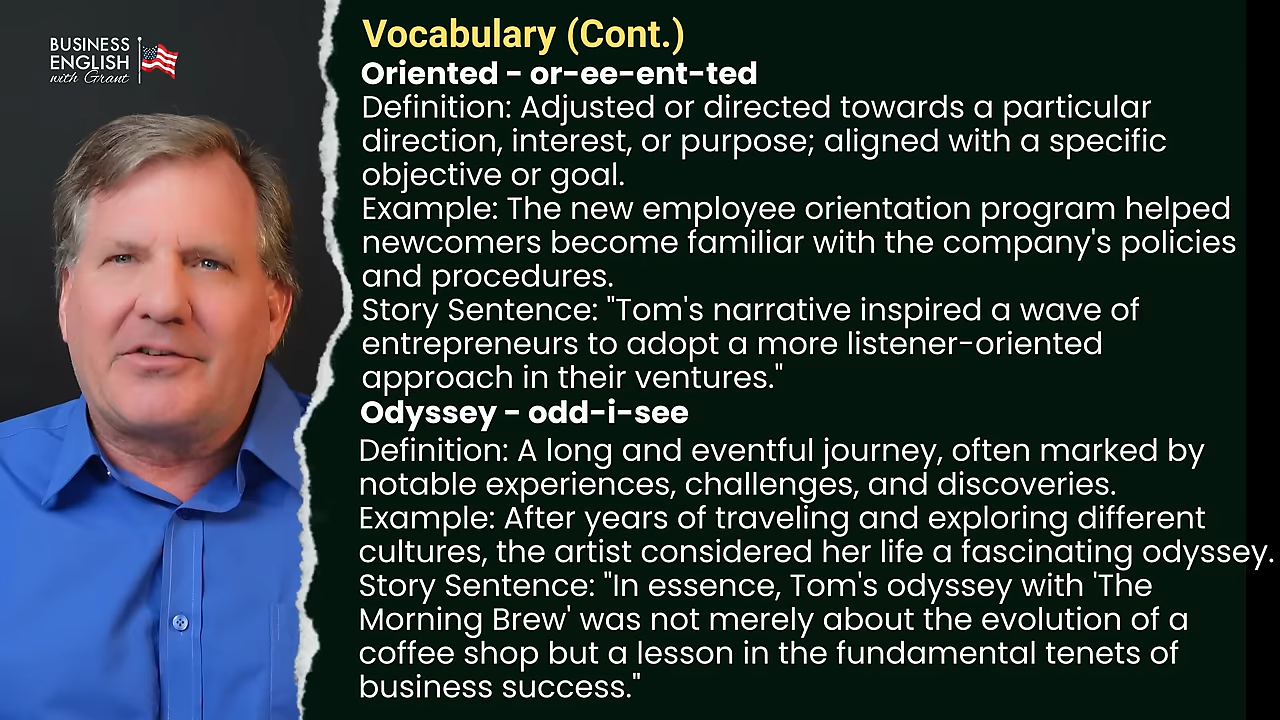 BUSINESS
ENGLISH
with Grant
Vocabulary (Cont.)
Oriented - or-ee-ent-ted
Definition: Adjusted or directed towards a particular
direction, interest, or purpose; aligned with a specific
objective or goal.
Example: The new employee orientation program helped
newcomers become familiar with the company's policies
and procedures.
Story Sentence: "Tom's narrative inspired a wave of
entrepreneurs to adopt a more listener-oriented
approach in their ventures."
Odyssey - odd-i-see
Definition: A long and eventful journey, often marked by
notable experiences, challenges, and discoveries.
Example: After years of traveling and exploring different
cultures, the artist considered her life a fascinating odyssey.
Story Sentence: "In essence, Tom's odyssey with 'The
Morning Brew' was not merely about the evolution of a
coffee shop but a lesson in the fundamental tenets of
business success."